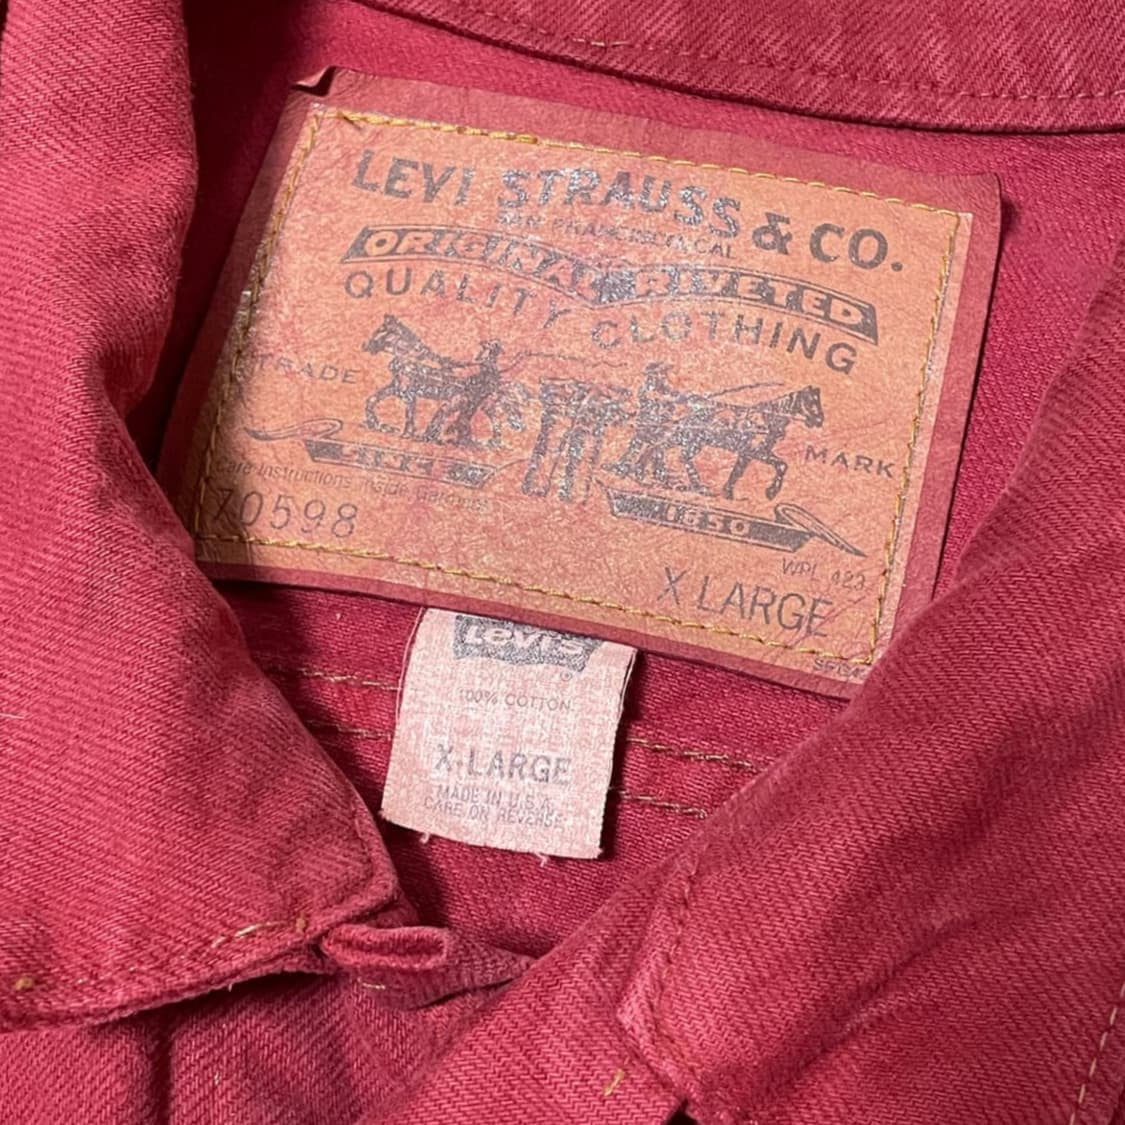 LEVI STRAUSS & CO.
SAN FRANCISCO, CAL
ORIGINAL RIVETED
QUALITY CLOTHING
TRADE MARK
SINCE 1850
Care instructions inside garment
70598
WPL 423
X LARGE
Levi's
®
100% COTTON
X-LARGE
MADE IN U.S.A.
CARE ON REVERSE